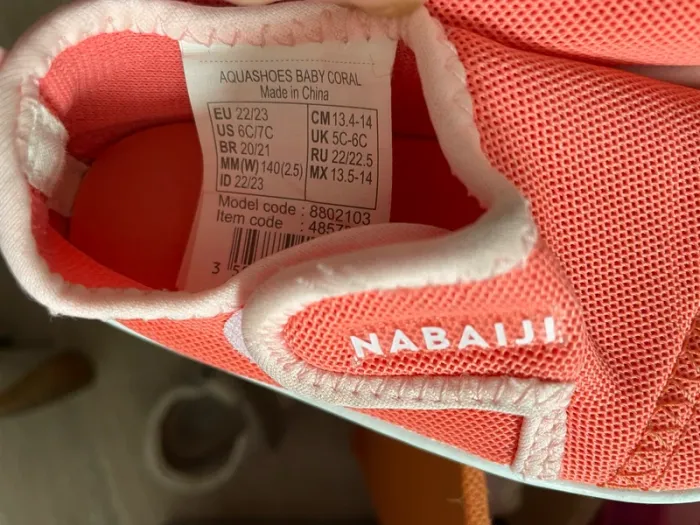 AQUASHOES BABY CORAL
Made in China
EU 22/23 CM 13.4-14
US 6C/7C UK 5C-6C
BR 20/21 RU 22/22.5
MM(W) 140(2.5) MX 13.5-14
ID 22/23
Model code : 8802103
Item code :
3
NABAIJI